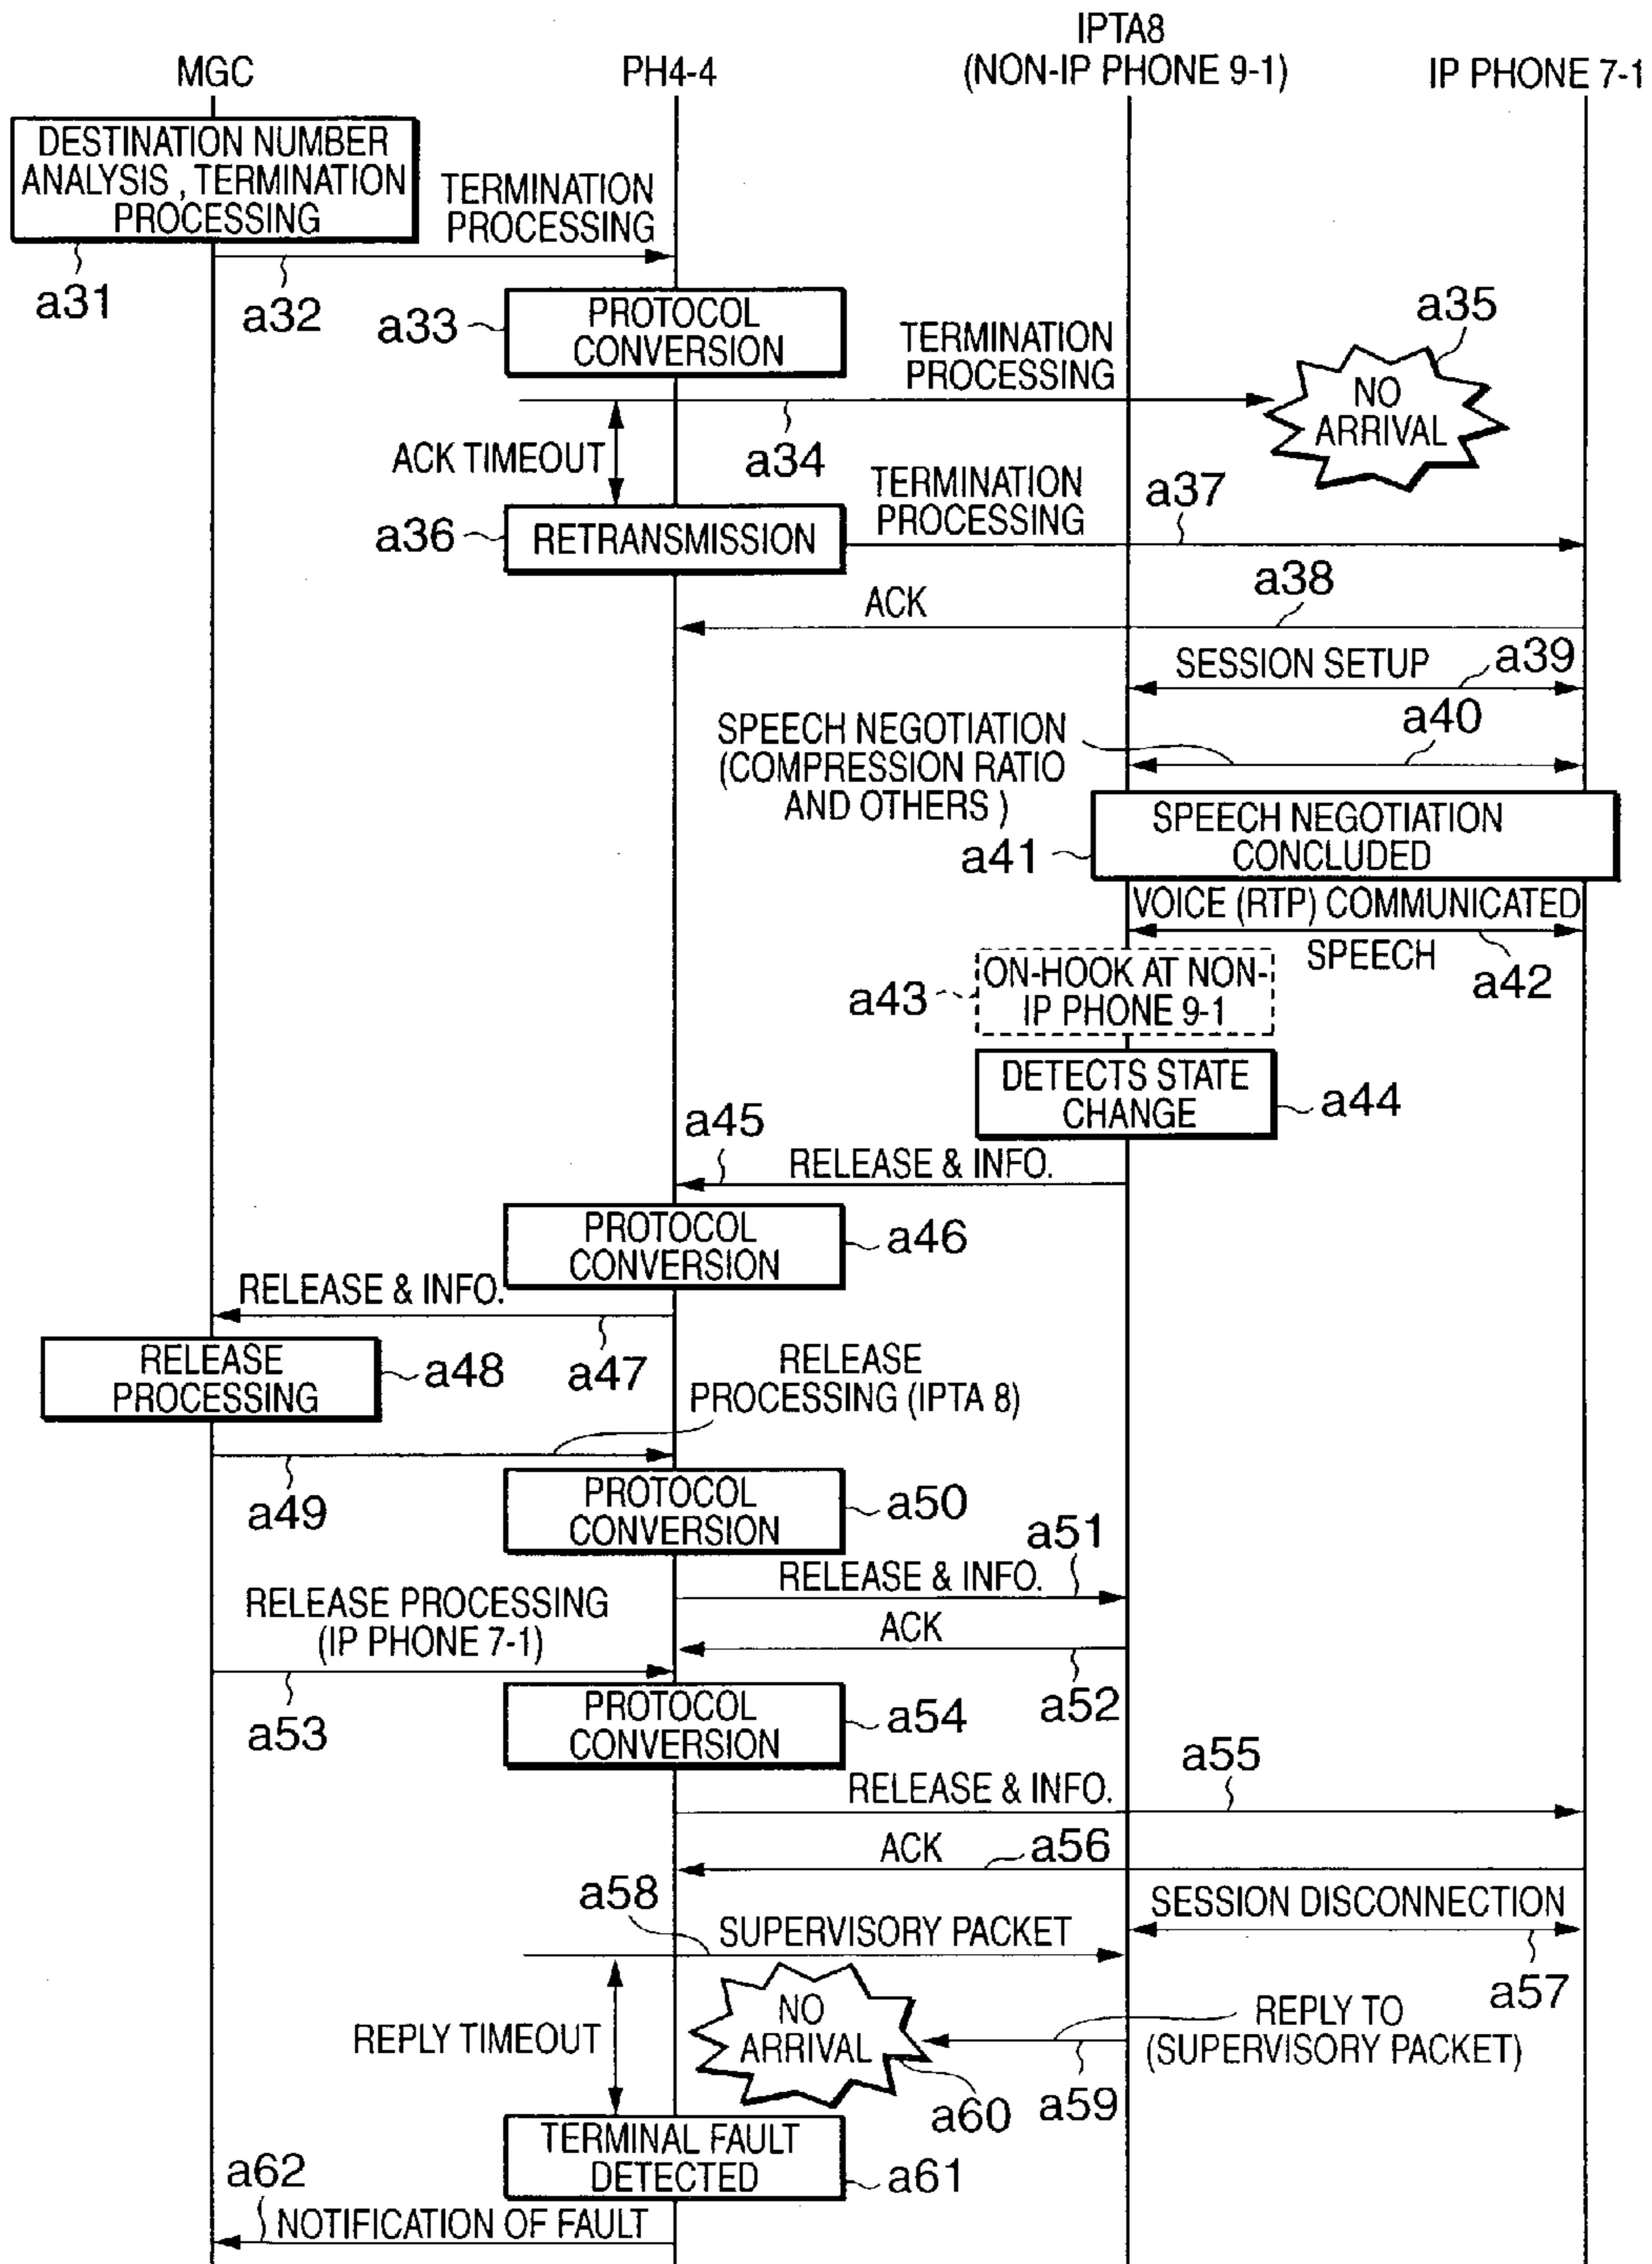 MGC
PH4-4
IPTA8
(NON-IP PHONE 9-1)
IP PHONE 7-1
DESTINATION NUMBER
ANALYSIS , TERMINATION
PROCESSING
a31
TERMINATION
PROCESSING
a32
a33
PROTOCOL
CONVERSION
TERMINATION
PROCESSING
a34
a35
NO
ARRIVAL
ACK TIMEOUT
a36
RETRANSMISSION
TERMINATION
PROCESSING
a37
ACK
a38
SESSION SETUP
a39
SPEECH NEGOTIATION
(COMPRESSION RATIO
AND OTHERS )
a40
a41
SPEECH NEGOTIATION
CONCLUDED
VOICE (RTP) COMMUNICATED
SPEECH
a42
a43
ON-HOOK AT NON-
IP PHONE 9-1
DETECTS STATE
CHANGE
a44
a45
RELEASE & INFO.
PROTOCOL
CONVERSION
a46
RELEASE & INFO.
a47
RELEASE
PROCESSING
a48
RELEASE
PROCESSING (IPTA 8)
a49
PROTOCOL
CONVERSION
a50
a51
RELEASE & INFO.
ACK
a52
RELEASE PROCESSING
(IP PHONE 7-1)
a53
PROTOCOL
CONVERSION
a54
a55
RELEASE & INFO.
ACK
a56
SESSION DISCONNECTION
a57
a58
SUPERVISORY PACKET
REPLY TIMEOUT
NO
ARRIVAL
REPLY TO
(SUPERVISORY PACKET)
a60
a59
TERMINAL FAULT
DETECTED
a61
a62
NOTIFICATION OF FAULT